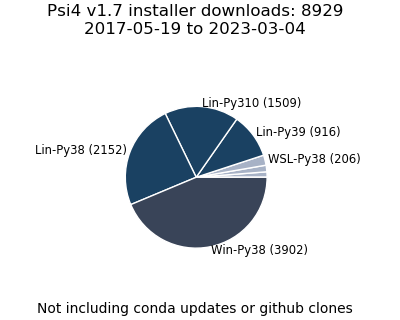 Psi4 v1.7 installer downloads: 8929
2017-05-19 to 2023-03-04
Lin-Py310 (1509)
Lin-Py39 (916)
Lin-Py38 (2152)
WSL-Py38 (206)
Win-Py38 (3902)
Not including conda updates or github clones